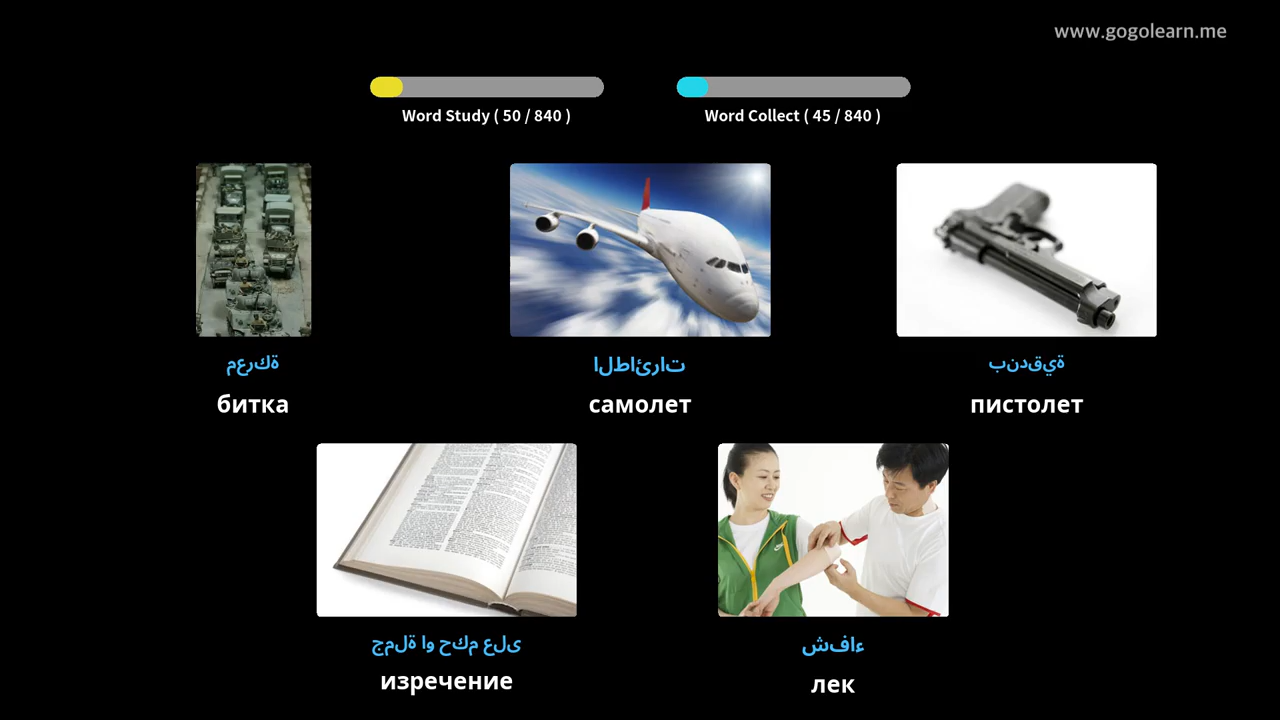 www.gogolearn.me
Word Study ( 50 / 840 )
Word Collect ( 45 / 840 )
معركة
битка
الطائرات
самолет
بندقية
пистолет
جملة او حكم على
изречение
شفاء
лек